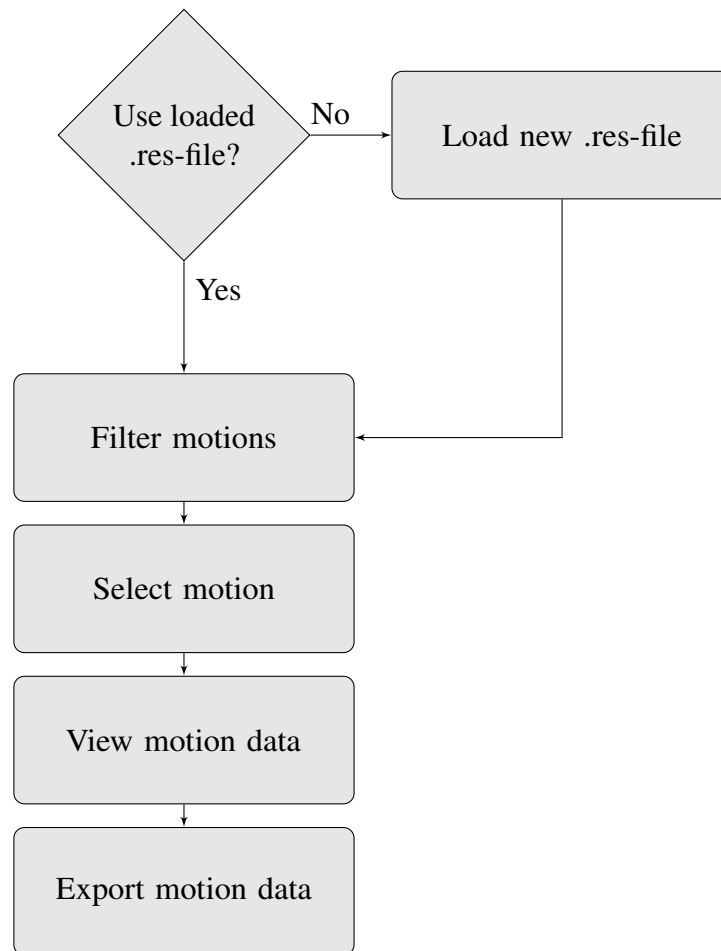 Use loaded
.res-file?
No
Load new .res-file
Yes
Filter motions
Select motion
View motion data
Export motion data